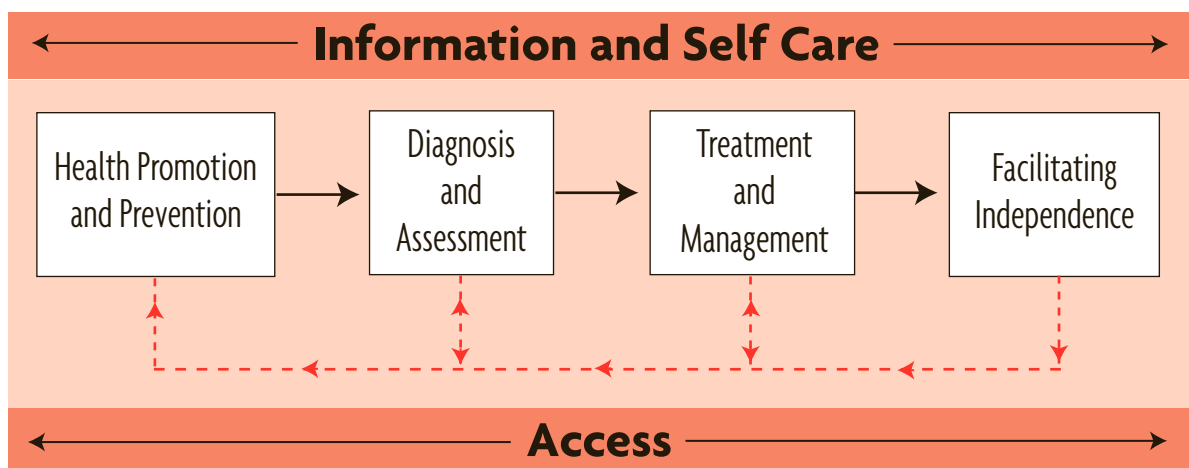 Information and Self Care
Health Promotion
and Prevention
Diagnosis
and
Assessment
Treatment
and
Management
Facilitating
Independence
Access